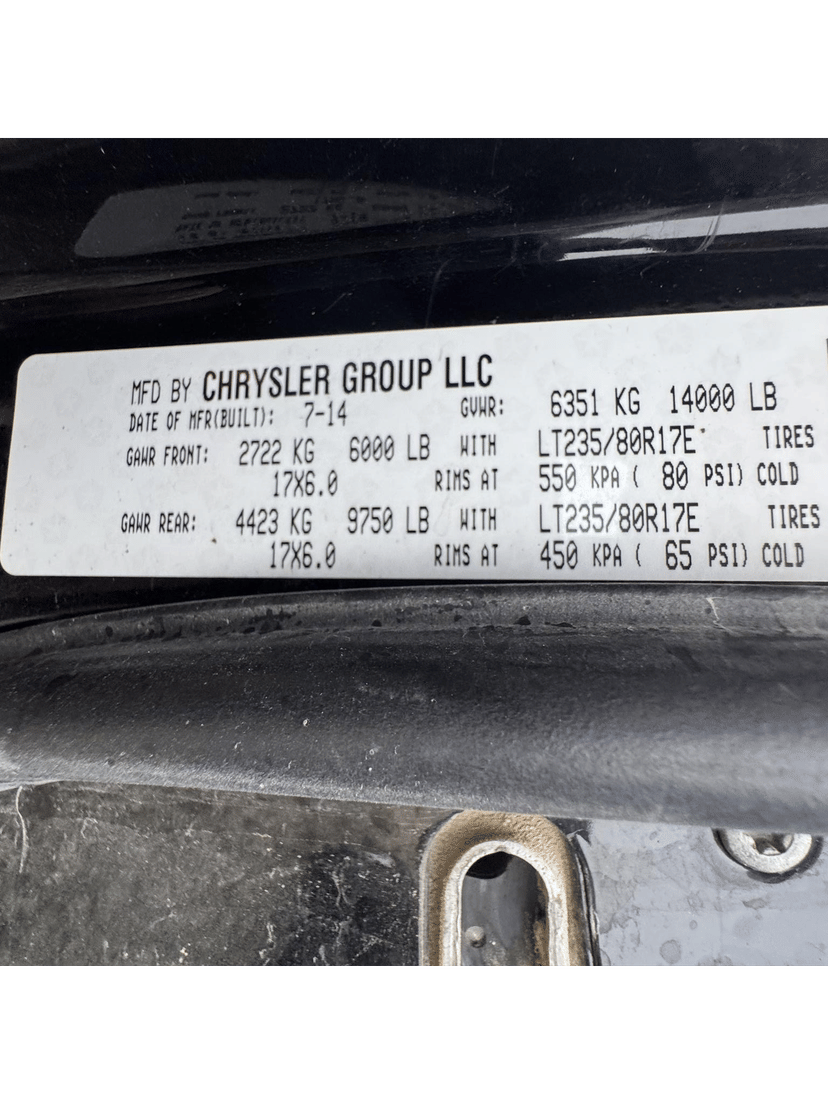 MFD BY CHRYSLER GROUP LLC
DATE OF MFR(BUILT): 7-14 GVWR: 6351 KG 14000 LB
GAWR FRONT: 2722 KG 6000 LB WITH LT235/80R17E TIRES
17X6.0 RIMS AT 550 KPA ( 80 PSI) COLD
GAWR REAR: 4423 KG 9750 LB WITH LT235/80R17E TIRES
17X6.0 RIMS AT 450 KPA ( 65 PSI) COLD